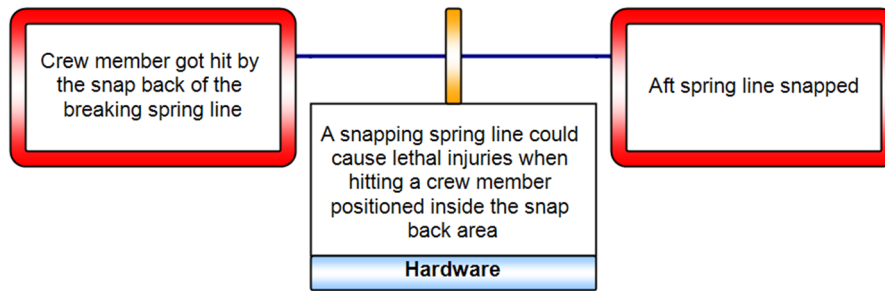 Crew member got hit by
the snap back of the
breaking spring line
A snapping spring line could
cause lethal injuries when
hitting a crew member
positioned inside the snap
back area
Hardware
Aft spring line snapped